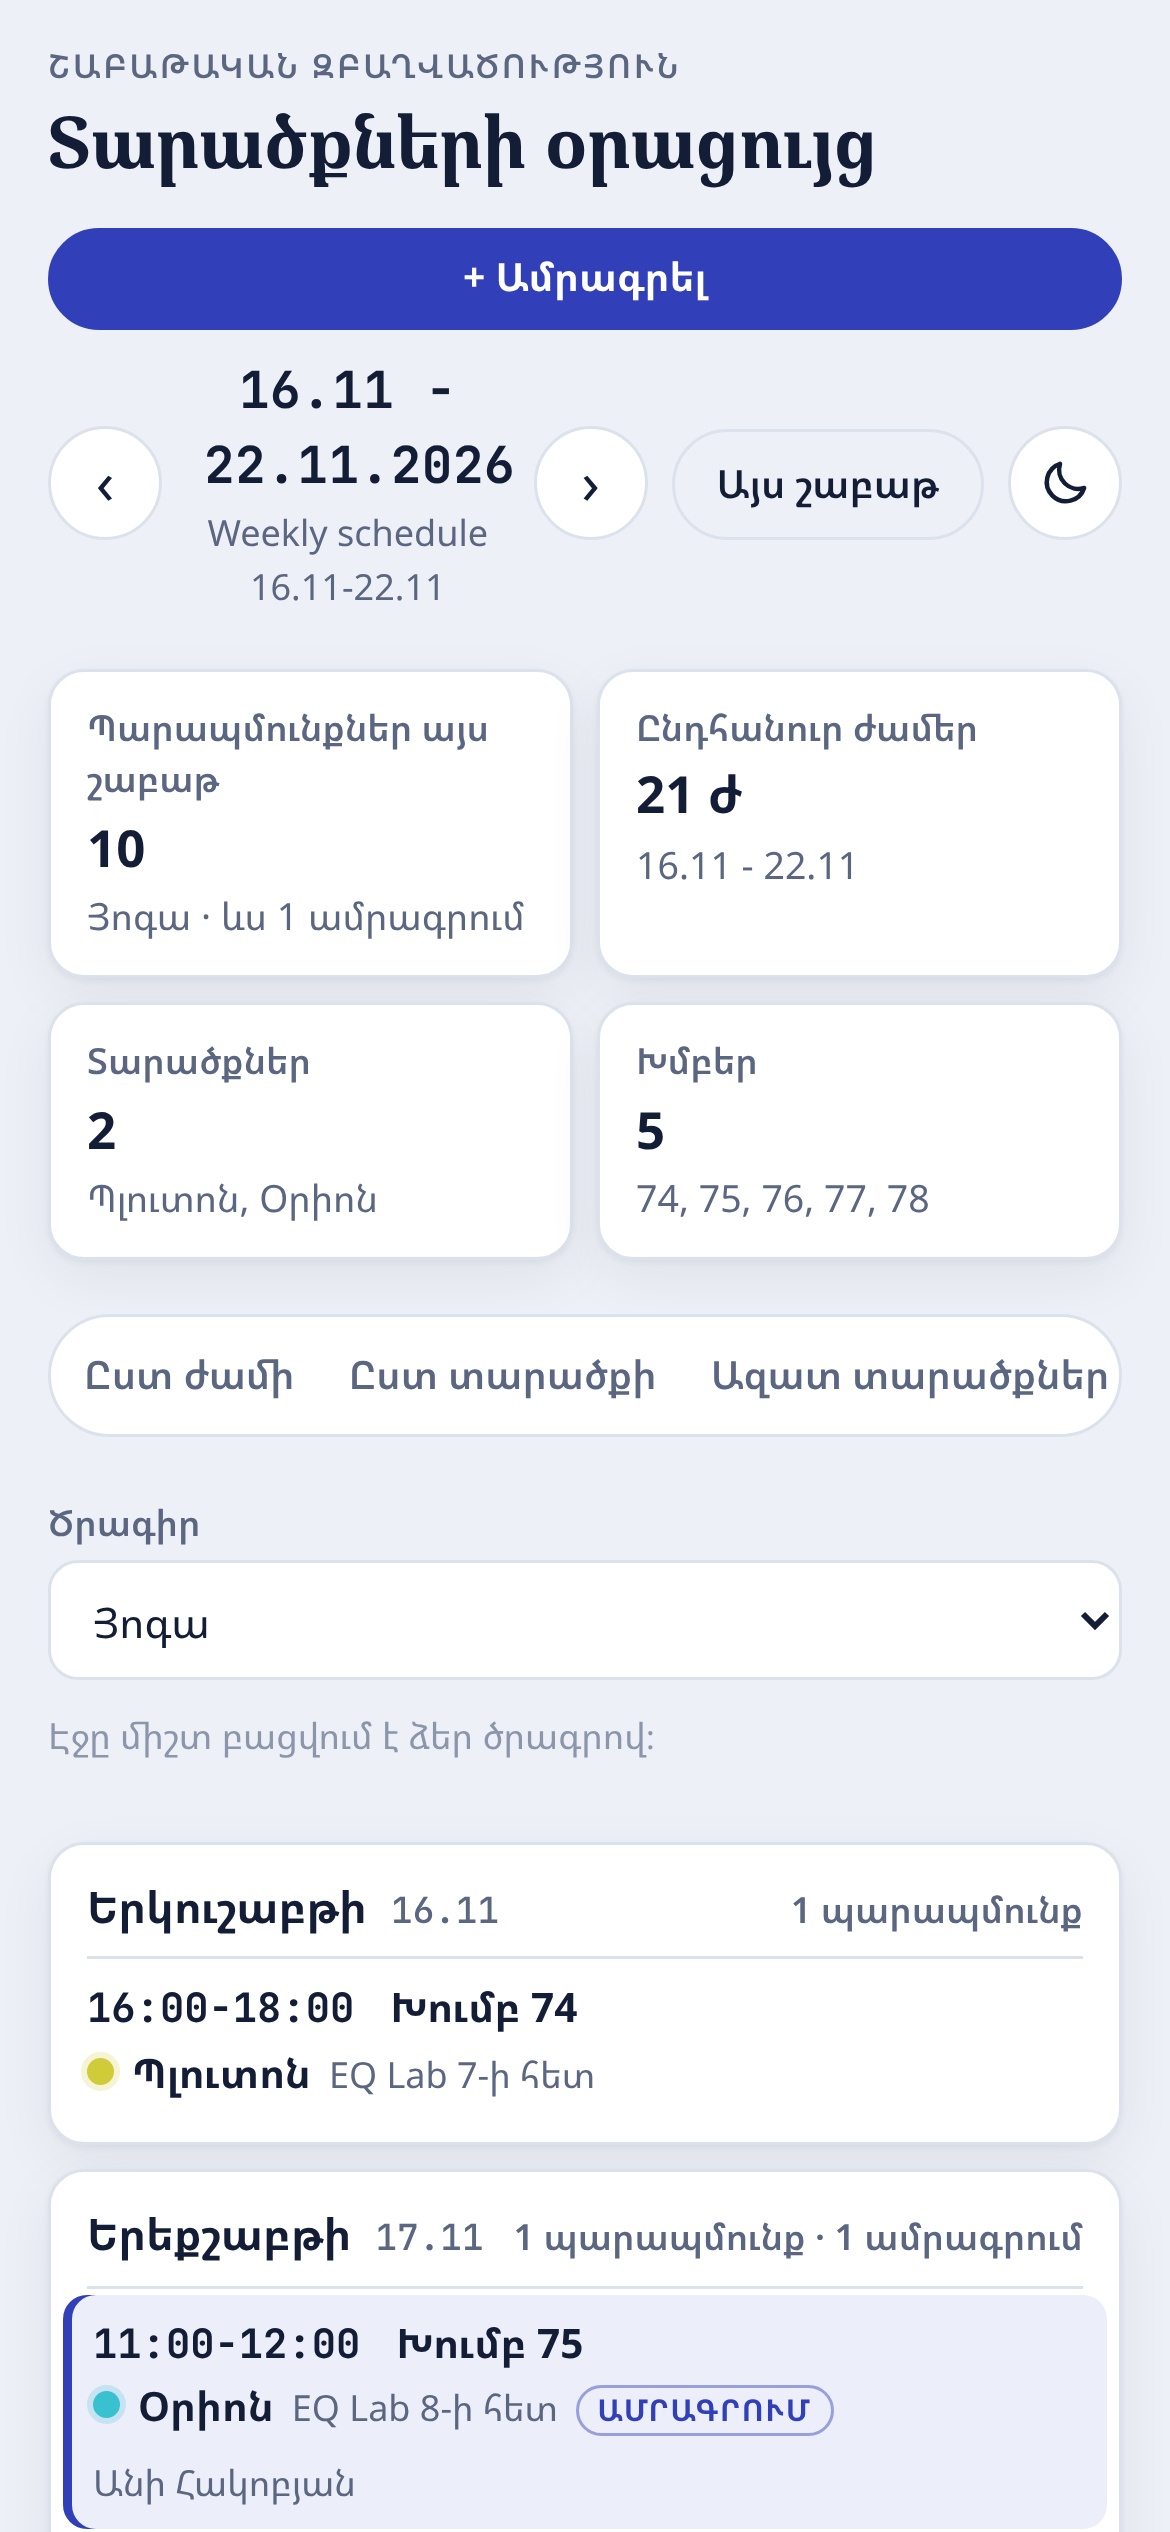 ՇԱԲԱԹԱԿԱՆ ԶԲԱՂՎԱԾՈՒԹՅՈՒՆ
Տարածքների օրացույց
+ Ամրագրել
16.11 -
22.11.2026
Weekly schedule
16.11-22.11
‹
›
Այս շաբաթ
Պարապմունքներ այս
շաբաթ
10
Յոգա · ևս 1 ամրագրում
Ընդհանուր ժամեր
21 ժ
16.11 - 22.11
Տարածքներ
2
Պլուտոն, Օրիոն
Խմբեր
5
74, 75, 76, 77, 78
Ըստ ժամի
Ըստ տարածքի
Ազատ տարածքներ
Ծրագիր
Յոգա
Էջը միշտ բացվում է ձեր ծրագրով:
Երկուշաբթի 16.11 1 պարապմունք
16:00-18:00 Խումբ 74
Պլուտոն EQ Lab 7-ի հետ
Երեքշաբթի 17.11 1 պարապմունք · 1 ամրագրում
11:00-12:00 Խումբ 75
Օրիոն EQ Lab 8-ի հետ ԱՄՐԱԳՐՈՒՄ
Անի Հակոբյան